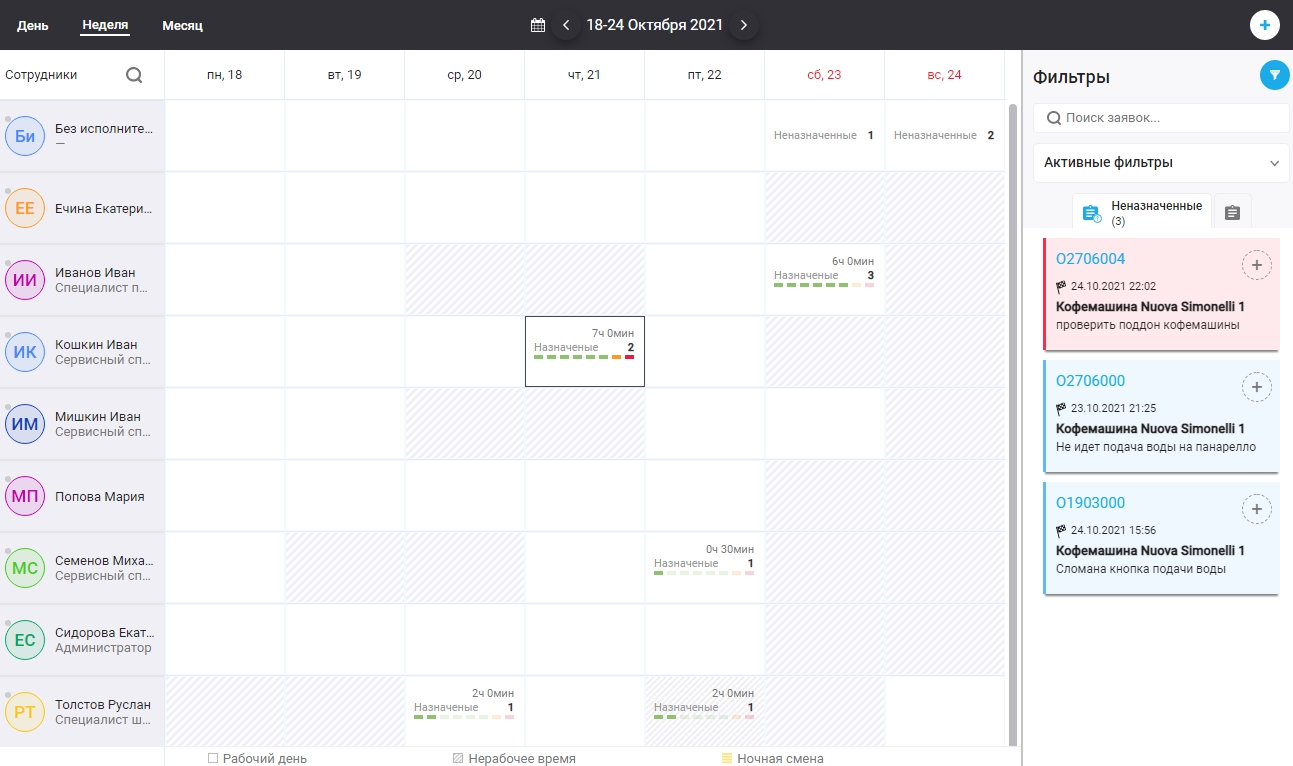 День Неделя Месяц 18-24 Октября 2021
Сотрудники пн, 18 вт, 19 ср, 20 чт, 21 пт, 22 сб, 23 вс, 24
Би Без исполните... —
Неназначенные 1 Неназначенные 2
ЕЕ Ечина Екатери...
ИИ Иванов Иван
Специалист п...
6ч 0мин
Назначеные 3
ИК Кошкин Иван
Сервисный сп...
7ч 0мин
Назначеные 2
ИМ Мишкин Иван
Сервисный сп...
МП Попова Мария
МС Семенов Миха...
Сервисный сп...
0ч 30мин
Назначеные 1
ЕС Сидорова Екат...
Администратор
РТ Толстов Руслан
Специалист ш...
2ч 0мин 2ч 0мин
Назначеные 1 Назначеные 1
Рабочий день Нерабочее время Ночная смена
Фильтры
Поиск заявок...
Активные фильтры
Неназначенные
(3)
O2706004
24.10.2021 22:02
Кофемашина Nuova Simonelli 1
проверить поддон кофемашины
O2706000
23.10.2021 21:25
Кофемашина Nuova Simonelli 1
Не идет подача воды на панарелло
O1903000
24.10.2021 15:56
Кофемашина Nuova Simonelli 1
Сломана кнопка подачи воды